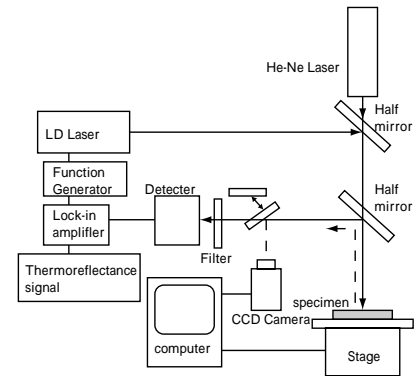 He-Ne Laser
Half
mirror
LD Laser
Function
Generator
Detecter
Half
mirror
Lock-in
amplifler
Filter
Thermoreflectance
signal
specimen
CCD Camera
computer
Stage